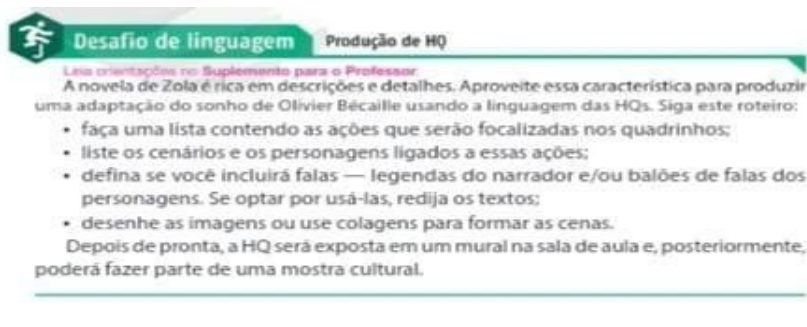 Desafio de linguagem Produção de HQ
Leia orientações no Suplemento para o Professor.
A novela de Zola é rica em descrições e detalhes. Aproveite essa característica para produzir
uma adaptação do sonho de Olivier Bécaille usando a linguagem das HQs. Siga este roteiro:
• faça uma lista contendo as ações que serão focalizadas nos quadrinhos;
• liste os cenários e os personagens ligados a essas ações;
• defina se você incluirá falas — legendas do narrador e/ou balões de falas dos
personagens. Se optar por usá-las, redija os textos;
• desenhe as imagens ou use colagens para formar as cenas.
Depois de pronta, a HQ será exposta em um mural na sala de aula e, posteriormente,
poderá fazer parte de uma mostra cultural.